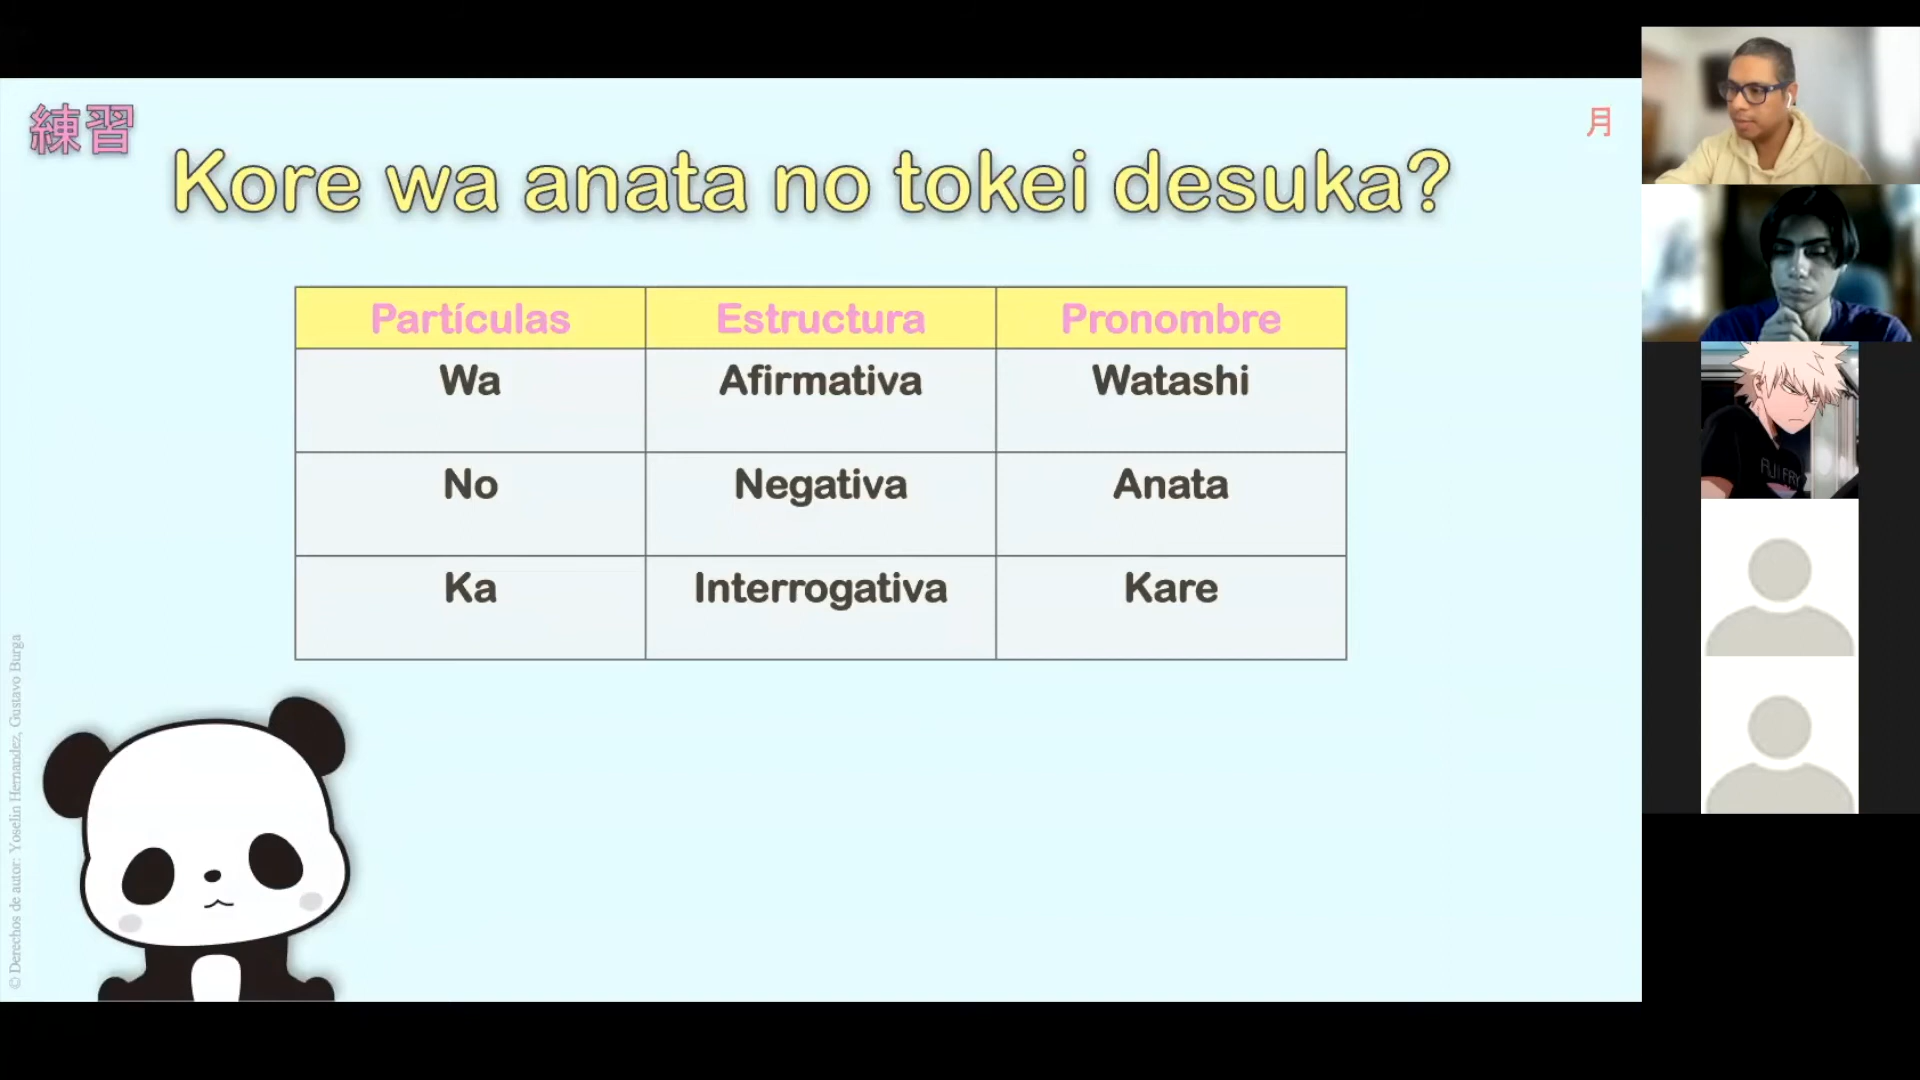 練習
月
Kore wa anata no tokei desuka?
Partículas Estructura Pronombre
Wa Afirmativa Watashi
No Negativa Anata
Ka Interrogativa Kare
© Derechos de autor: Yoselin Hernandez, Gustavo Burga